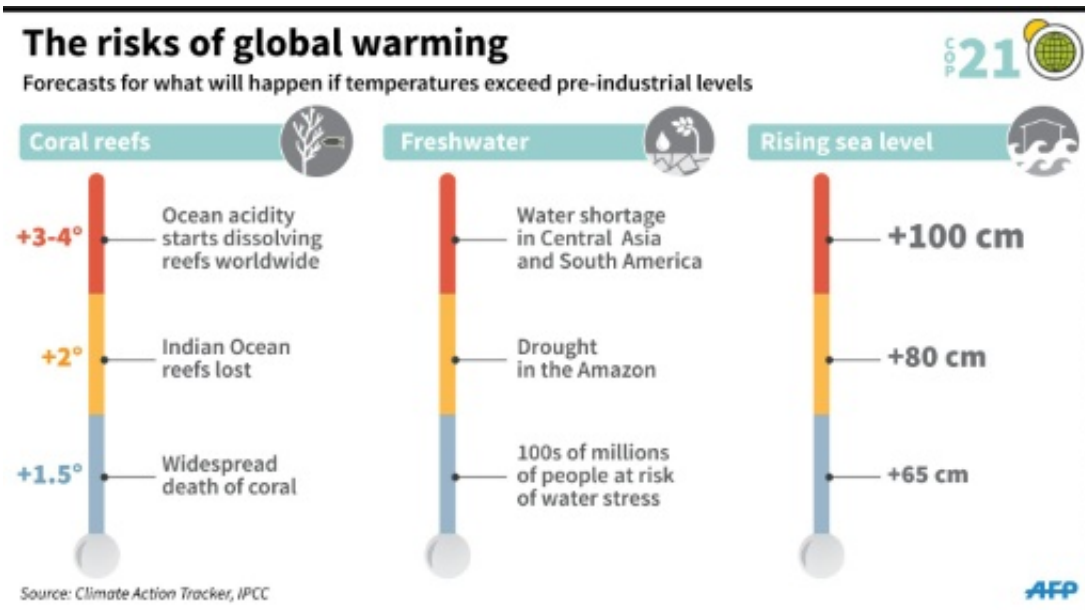 The risks of global warming
COP 21
Forecasts for what will happen if temperatures exceed pre-industrial levels
Coral reefs
Freshwater
Rising sea level
+3-4°
Ocean acidity
starts dissolving
reefs worldwide
Water shortage
in Central Asia
and South America
+100 cm
+2°
Indian Ocean
reefs lost
Drought
in the Amazon
+80 cm
+1.5°
Widespread
death of coral
100s of millions
of people at risk
of water stress
+65 cm
Source: Climate Action Tracker, IPCC
AFP